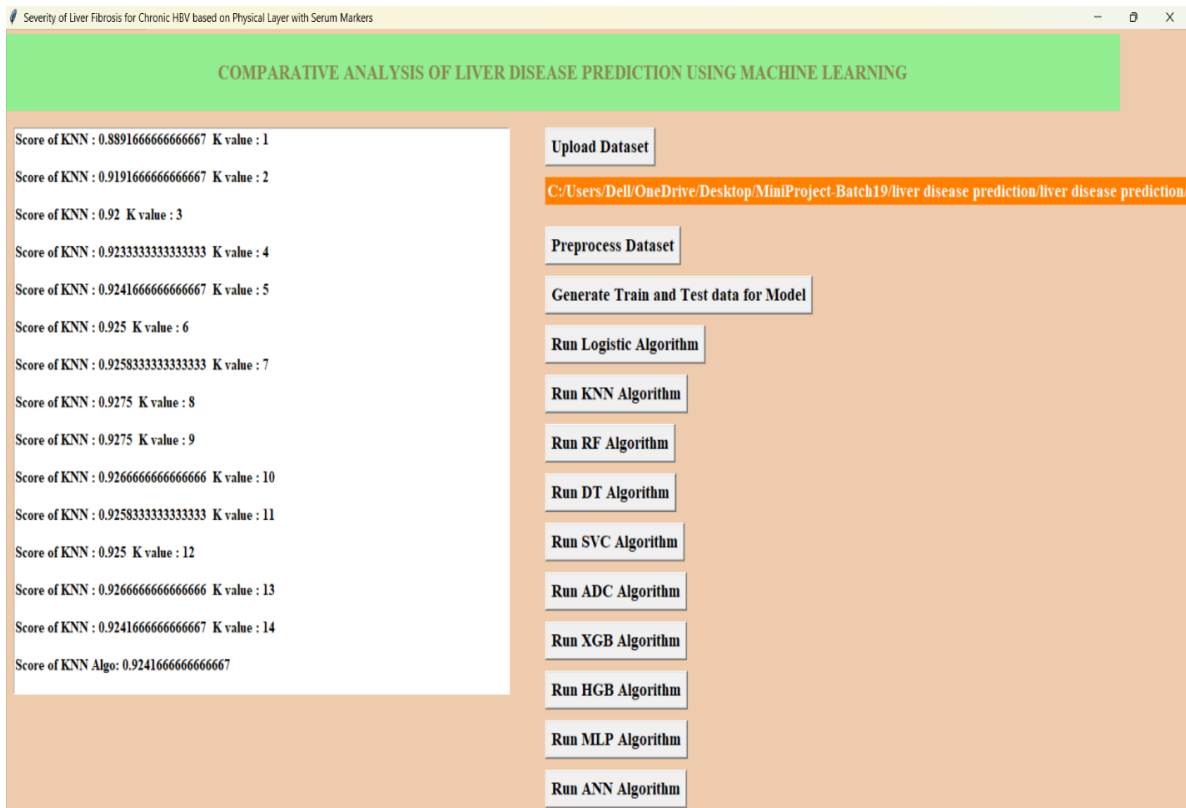 Severity of Liver Fibrosis for Chronic HBV based on Physical Layer with Serum Markers
COMPARATIVE ANALYSIS OF LIVER DISEASE PREDICTION USING MACHINE LEARNING
Score of KNN : 0.8891666666666667 K value : 1
Score of KNN : 0.9191666666666667 K value : 2
Score of KNN : 0.92 K value : 3
Score of KNN : 0.9233333333333333 K value : 4
Score of KNN : 0.9241666666666667 K value : 5
Score of KNN : 0.925 K value : 6
Score of KNN : 0.9258333333333333 K value : 7
Score of KNN : 0.9275 K value : 8
Score of KNN : 0.9275 K value : 9
Score of KNN : 0.9266666666666666 K value : 10
Score of KNN : 0.9258333333333333 K value : 11
Score of KNN : 0.925 K value : 12
Score of KNN : 0.9266666666666666 K value : 13
Score of KNN : 0.9241666666666667 K value : 14
Score of KNN Algo: 0.9241666666666667
Upload Dataset
C:/Users/Dell/OneDrive/Desktop/MiniProject-Batch19/liver disease prediction/liver disease prediction/
Preprocess Dataset
Generate Train and Test data for Model
Run Logistic Algorithm
Run KNN Algorithm
Run RF Algorithm
Run DT Algorithm
Run SVC Algorithm
Run ADC Algorithm
Run XGB Algorithm
Run HGB Algorithm
Run MLP Algorithm
Run ANN Algorithm